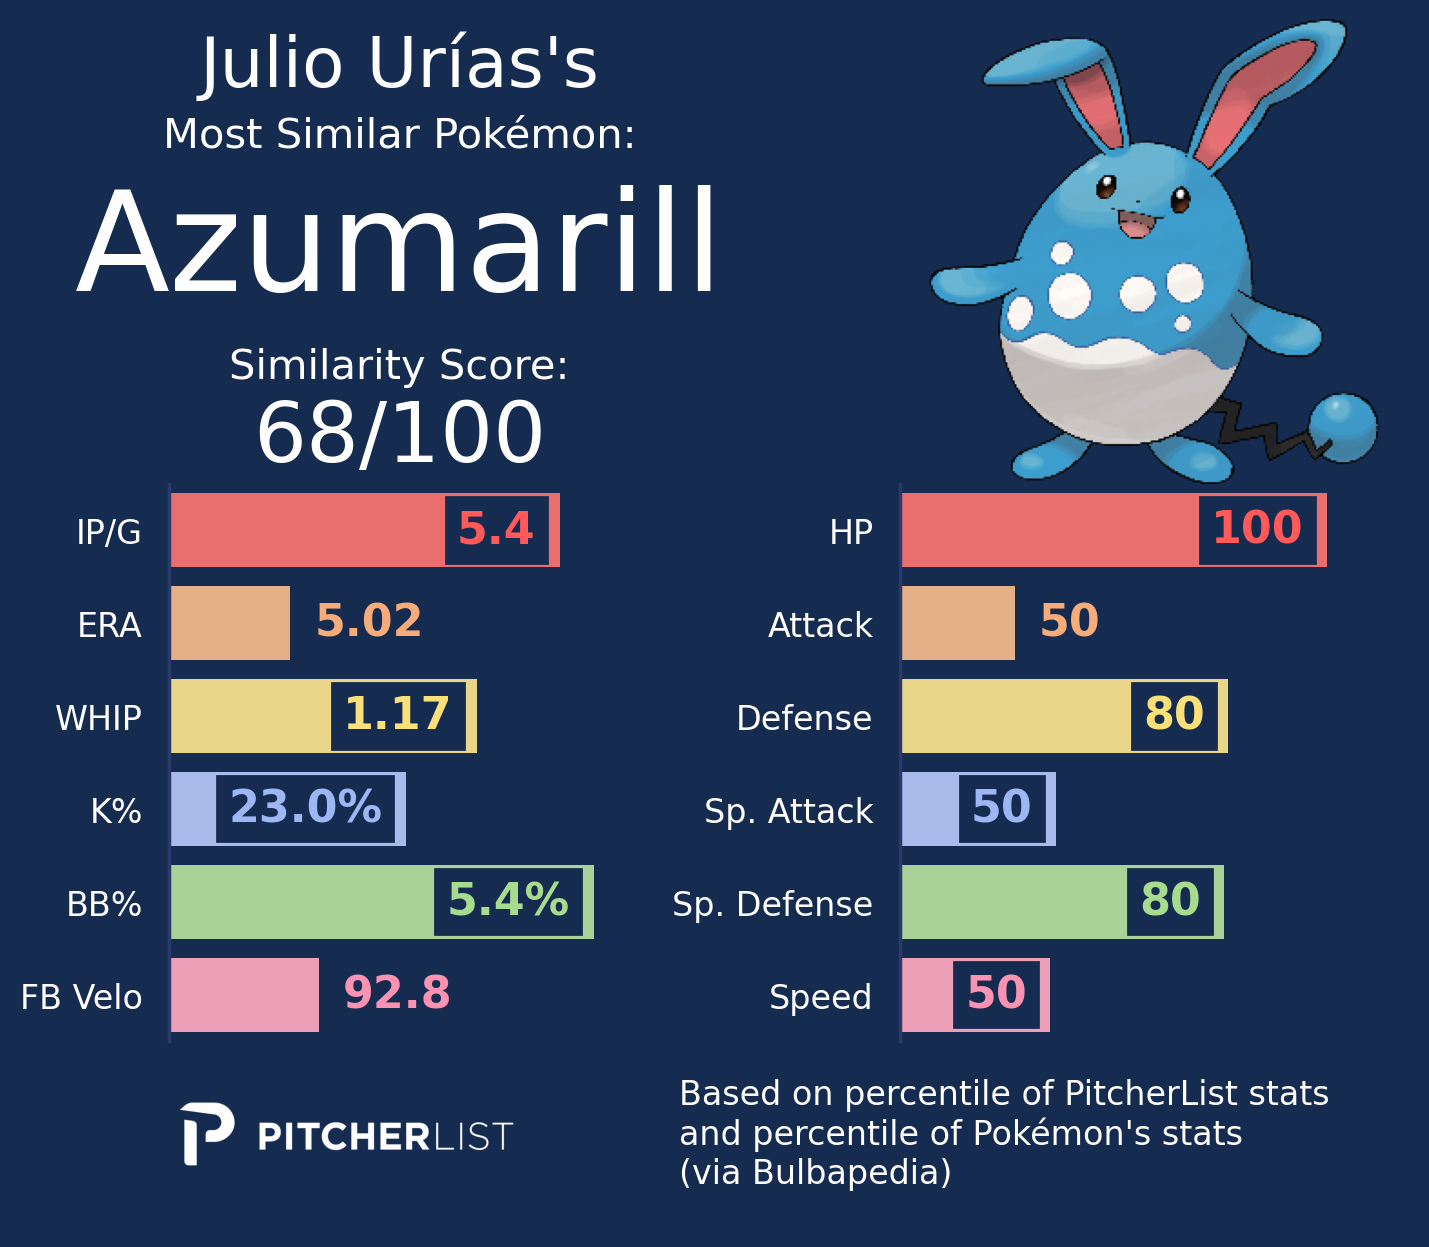 Julio Urías's
Most Similar Pokémon:
Azumarill
Similarity Score:
68/100
IP/G 5.4
ERA 5.02
WHIP 1.17
K% 23.0%
BB% 5.4%
FB Velo 92.8
HP 100
Attack 50
Defense 80
Sp. Attack 50
Sp. Defense 80
Speed 50
PITCHERLIST
Based on percentile of PitcherList stats
and percentile of Pokémon's stats
(via Bulbapedia)